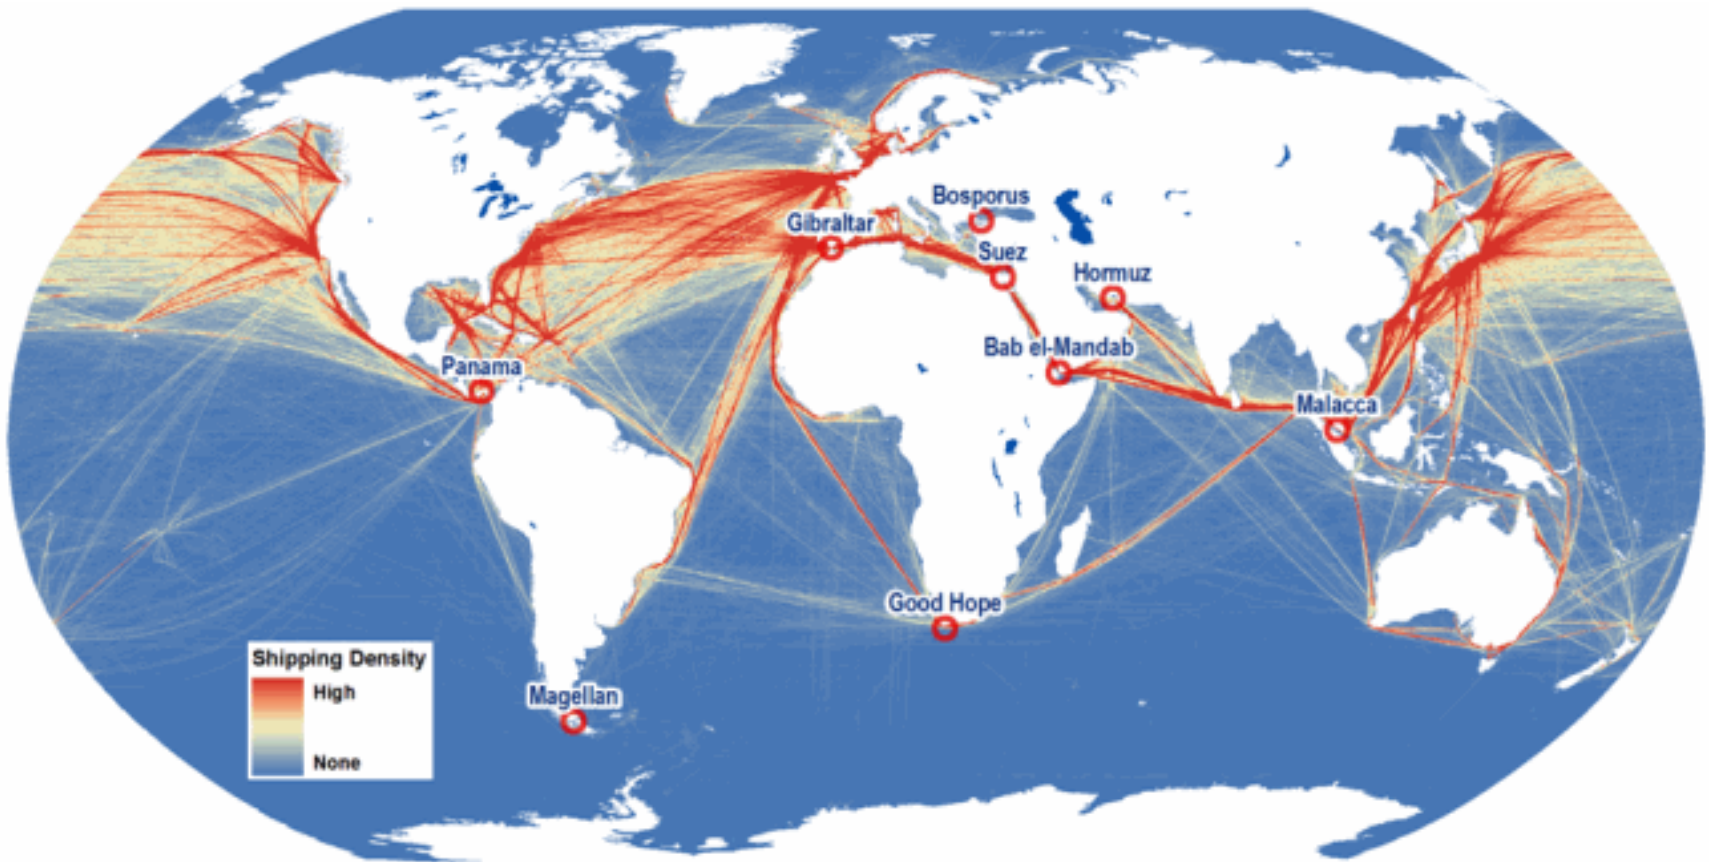 Bosporus
Gibraltar
Suez
Hormuz
Bab el-Mandab
Panama
Malacca
Good Hope
Magellan
Shipping Density
High
None